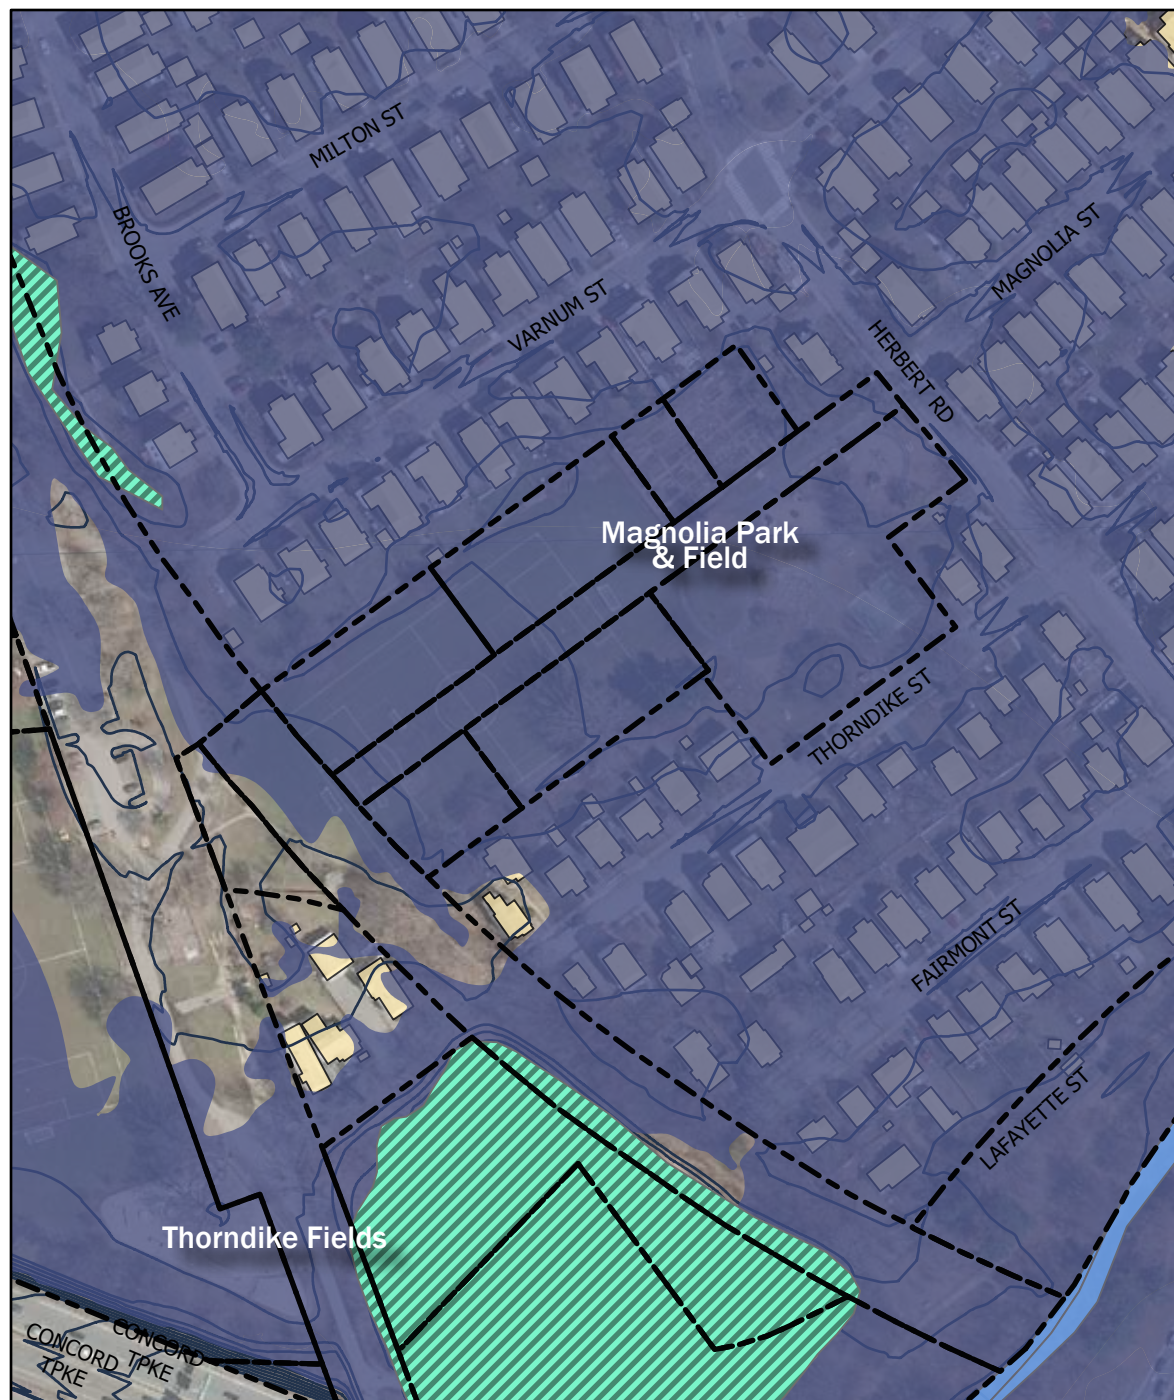 MILTON ST
BROOKS AVE
MAGNOLIA ST
VARNUM ST
HERBERT RD
Magnolia Park
& Field
THORNDIKE ST
FAIRMONT ST
LAFAYETTE ST
Thorndike Fields
CONCORD
TPKE
CONCORD
TPKE